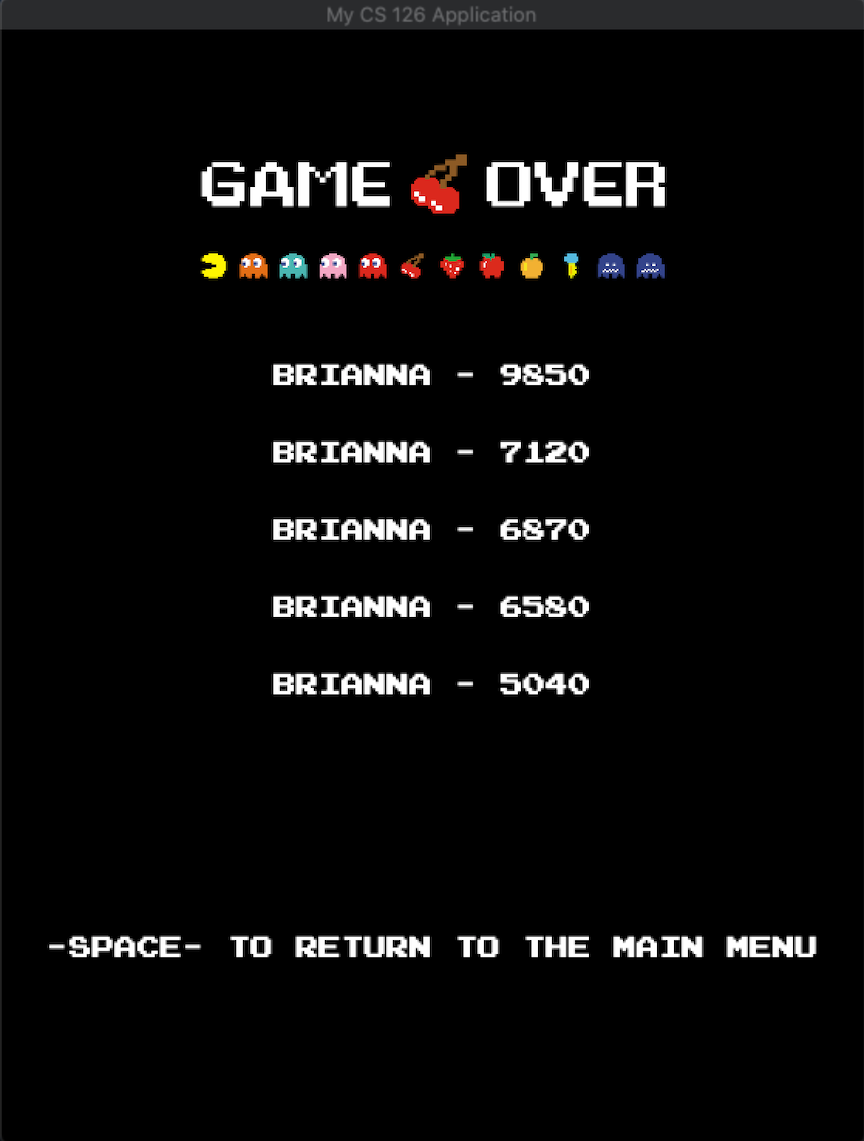 My CS 126 Application
GAME OVER
BRIANNA - 9850
BRIANNA - 7120
BRIANNA - 6870
BRIANNA - 6580
BRIANNA - 5040
-SPACE- TO RETURN TO THE MAIN MENU